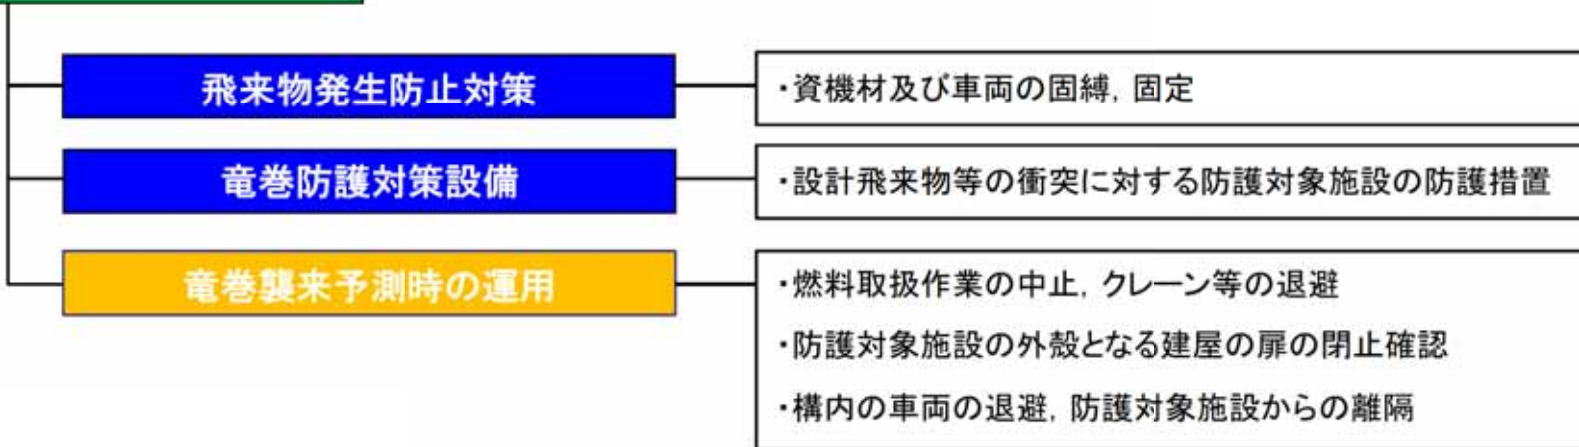 飛来物発生防止対策
・資機材及び車両の固縛, 固定
竜巻防護対策設備
・設計飛来物等の衝突に対する防護対象施設の防護措置
竜巻襲来予測時の運用
・燃料取扱作業の中止, クレーン等の退避
・防護対象施設の外殻となる建屋の扉の閉止確認
・構内の車両の退避, 防護対象施設からの離隔